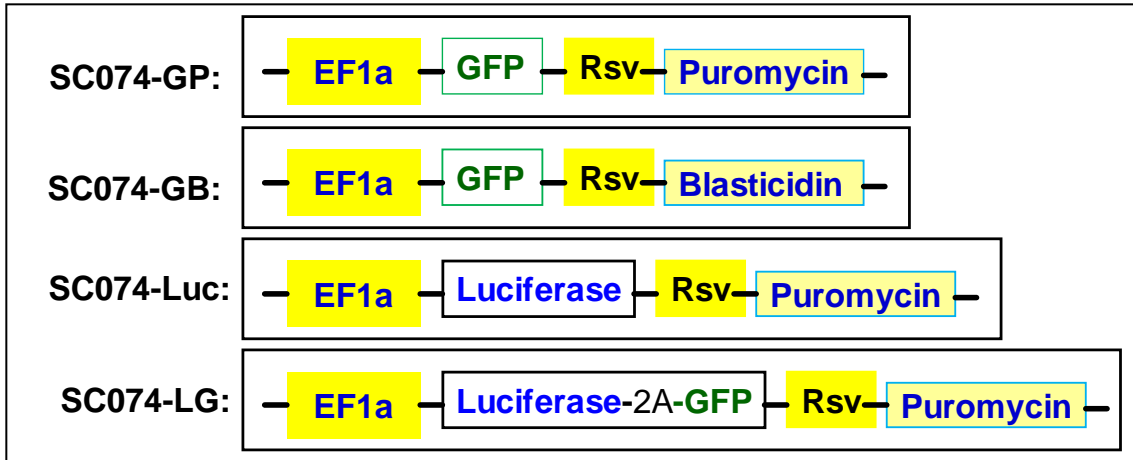 SC074-GP: EF1a GFP Rsv Puromycin
SC074-GB: EF1a GFP Rsv Blasticidin
SC074-Luc: EF1a Luciferase Rsv Puromycin
SC074-LG: EF1a Luciferase-2A-GFP Rsv Puromycin